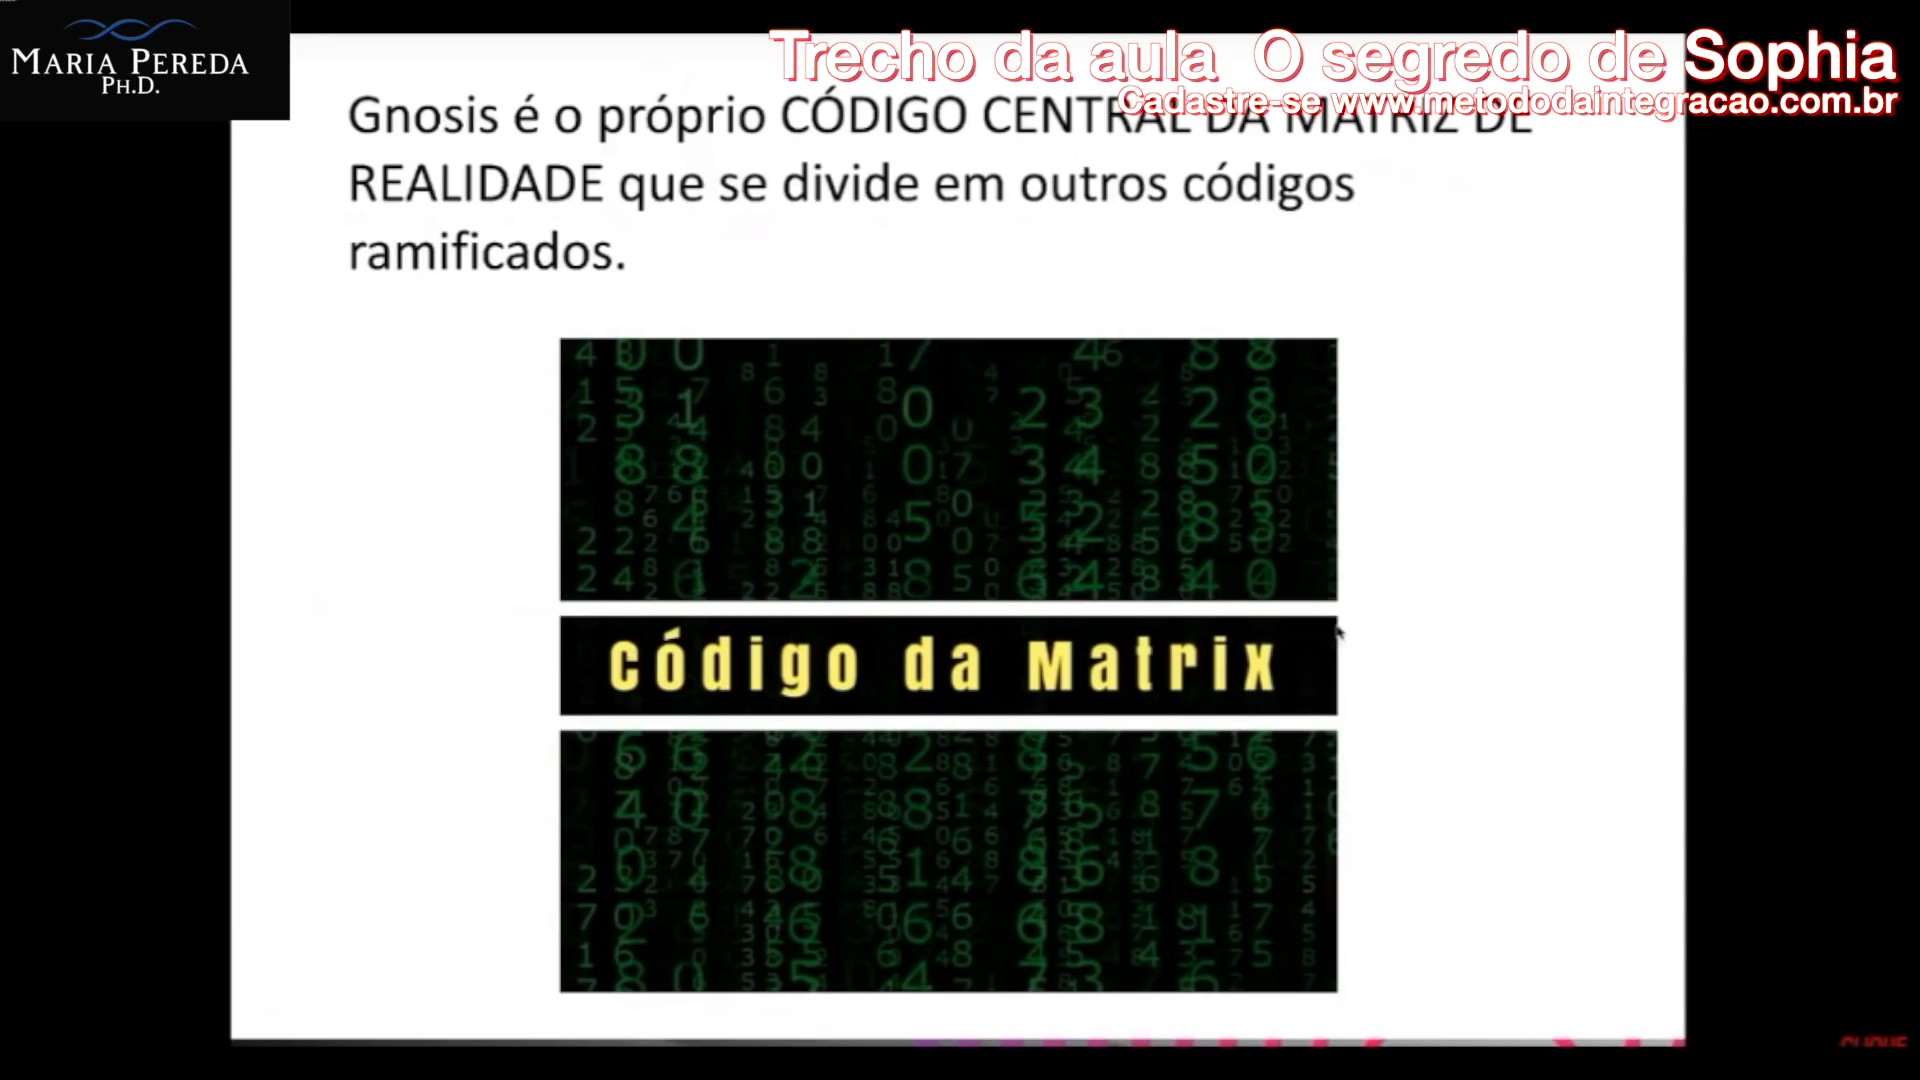 MARIA PEREDA
PH.D.
Trecho da aula O segredo de Sophia
Cadastre-se www.metododaintegracao.com.br
Gnosis é o próprio CÓDIGO CENTRAL DA MATRIZ DE
REALIDADE que se divide em outros códigos
ramificados.
Código da Matrix